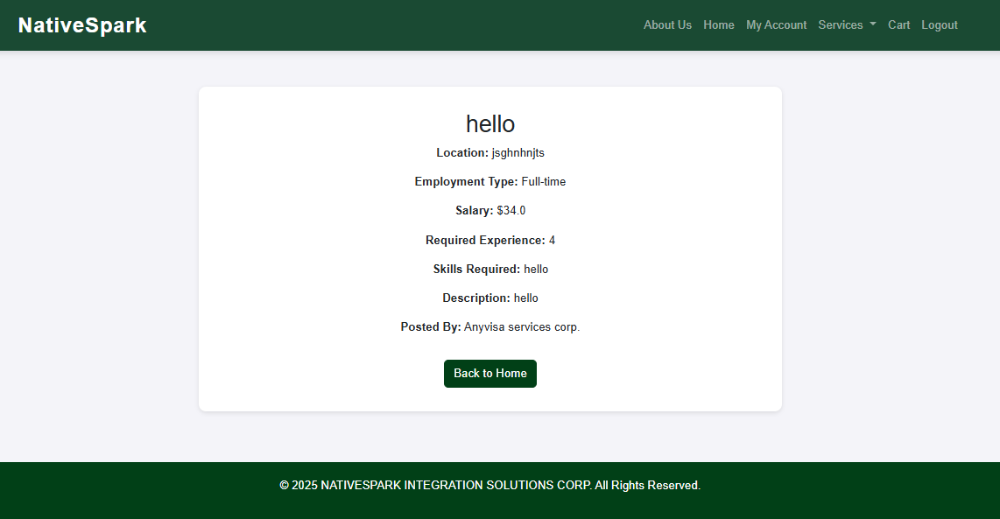 NativeSpark
About Us Home My Account Services Cart Logout
hello
Location: jsghnhnjts
Employment Type: Full-time
Salary: $34.0
Required Experience: 4
Skills Required: hello
Description: hello
Posted By: Anyvisa services corp.
Back to Home
© 2025 NATIVESPARK INTEGRATION SOLUTIONS CORP. All Rights Reserved.